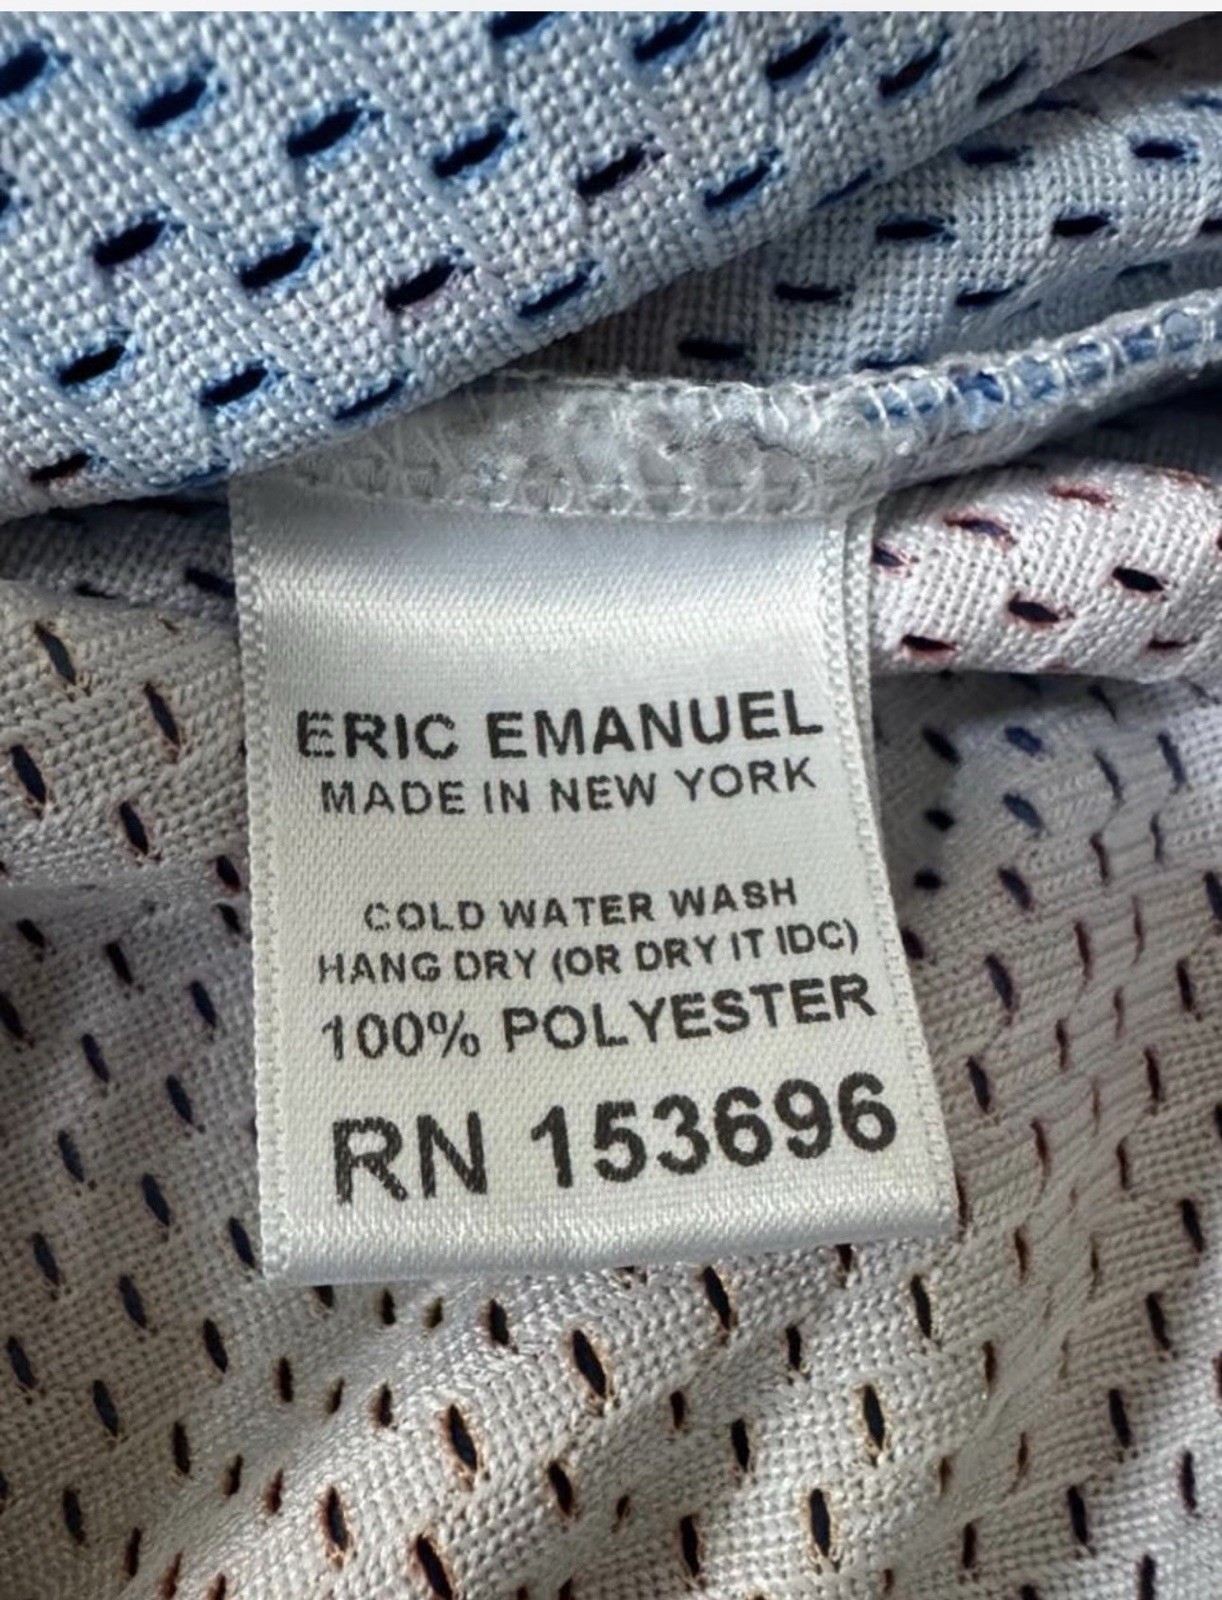 ERIC EMANUEL
MADE IN NEW YORK
COLD WATER WASH
HANG DRY (OR DRY IT IDC)
100% POLYESTER
RN 153696